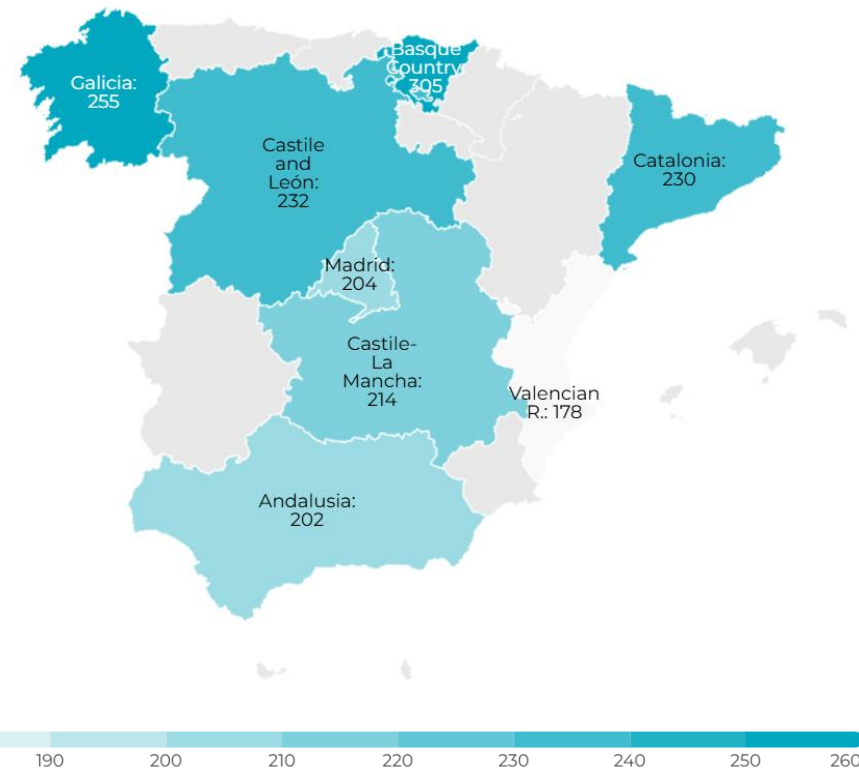 Basque
Country:
305
Galicia:
255
Castile
and
León:
232
Catalonia:
230
Madrid:
204
Castile-
La
Mancha:
214
Valencian
R.: 178
Andalusia:
202
190 200 210 220 230 240 250 260